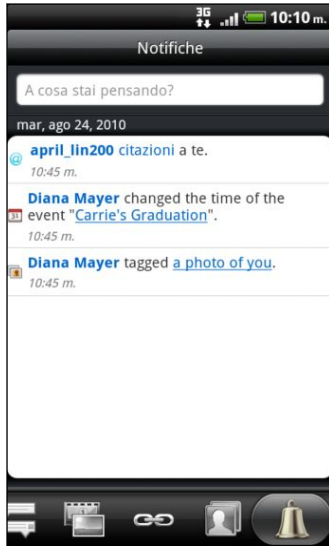 3G 10:10 m.
Notifiche
A cosa stai pensando?
mar, ago 24, 2010
april_lin200 citazioni a te.
10:45 m.
Diana Mayer changed the time of the
event "Carrie's Graduation".
10:45 m.
Diana Mayer tagged a photo of you.
10:45 m.